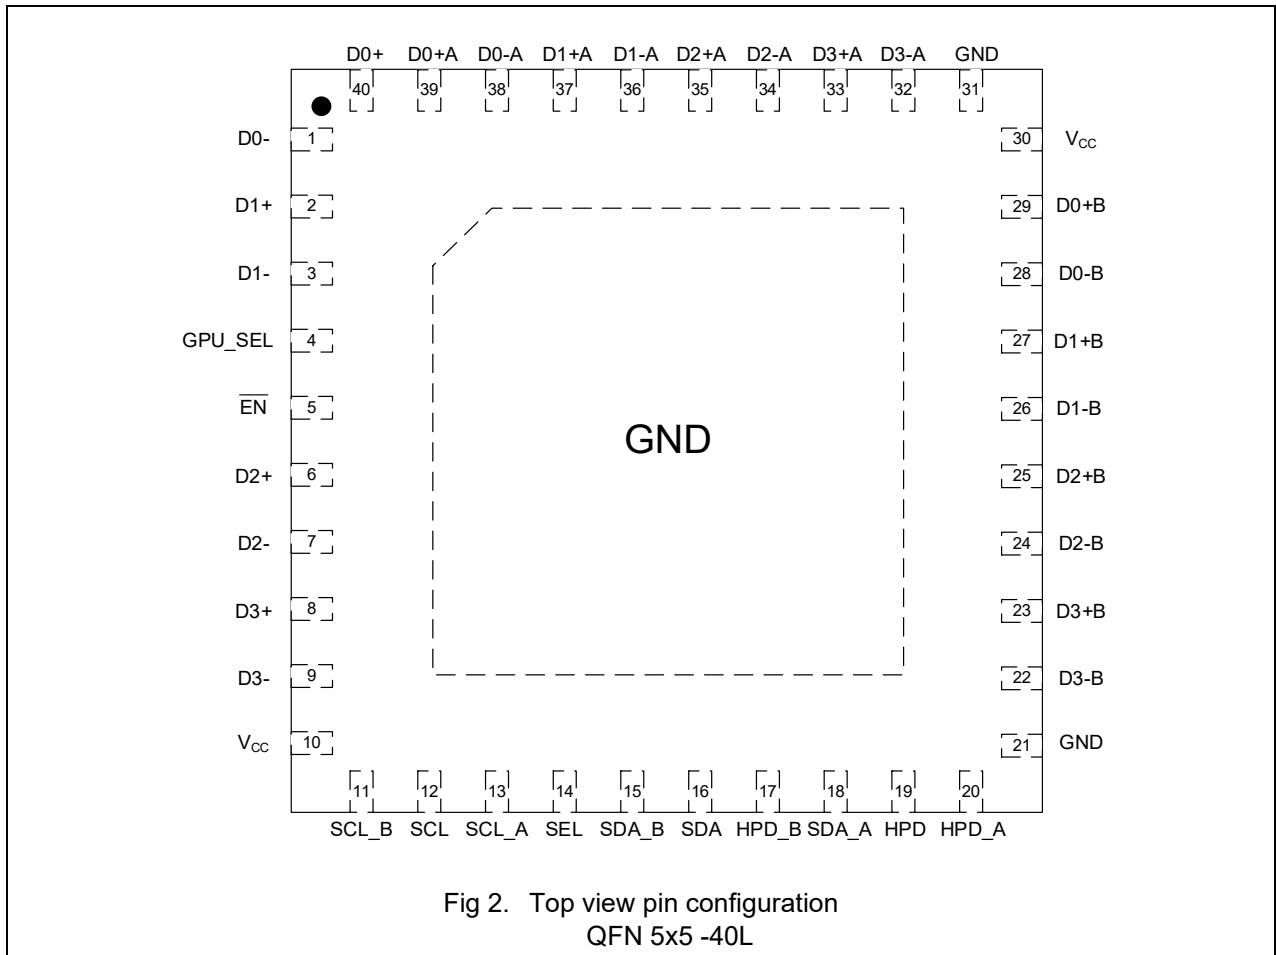 D0+ D0+A D0-A D1+A D1-A D2+A D2-A D3+A D3-A GND
40 39 38 37 36 35 34 33 32 31
D0- 1 30 VCC
D1+ 2 29 D0+B
D1- 3 28 D0-B
GPU_SEL 4 27 D1+B
EN 5 26 D1-B
GND
D2+ 6 25 D2+B
D2- 7 24 D2-B
D3+ 8 23 D3+B
D3- 9 22 D3-B
VCC 10 21 GND
11 12 13 14 15 16 17 18 19 20
SCL_B SCL SCL_A SEL SDA_B SDA HPD_B SDA_A HPD HPD_A
Fig 2. Top view pin configuration
QFN 5x5 -40L